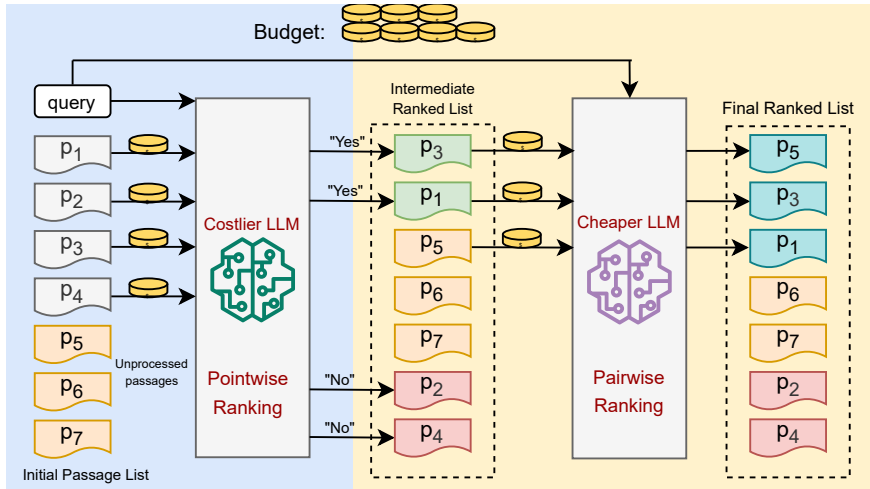 Budget:
query
p1
p2
p3
p4
p5
p6
p7
Unprocessed
passages
Initial Passage List
Costlier LLM
Pointwise
Ranking
"Yes"
"Yes"
"No"
"No"
Intermediate
Ranked List
p3
p1
p5
p6
p7
p2
p4
Cheaper LLM
Pairwise
Ranking
Final Ranked List
p5
p3
p1
p6
p7
p2
p4